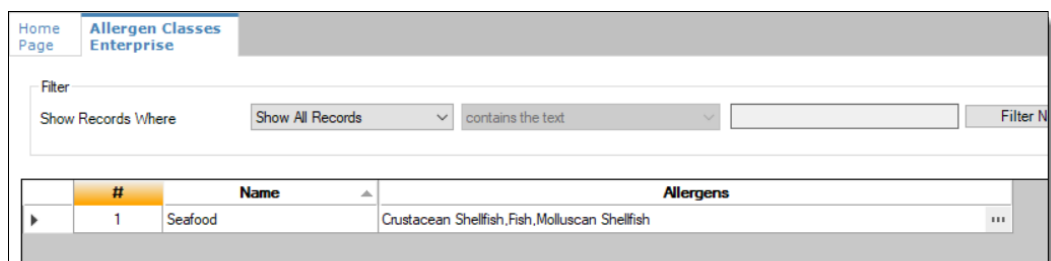 Home Page
Allergen Classes Enterprise
Filter
Show Records Where Show All Records contains the text Filter N
# Name Allergens
1 Seafood Crustacean Shellfish,Fish,Molluscan Shellfish ...